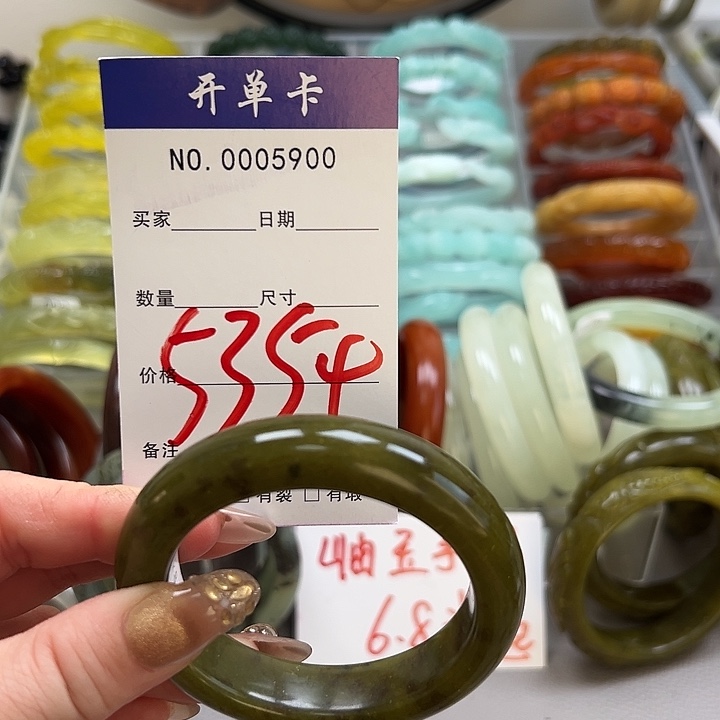 开单卡
NO.0005900
买家 日期
数量 尺寸
价格
5354
备注
有裂 □ 有瑕
岫玉手
6.8